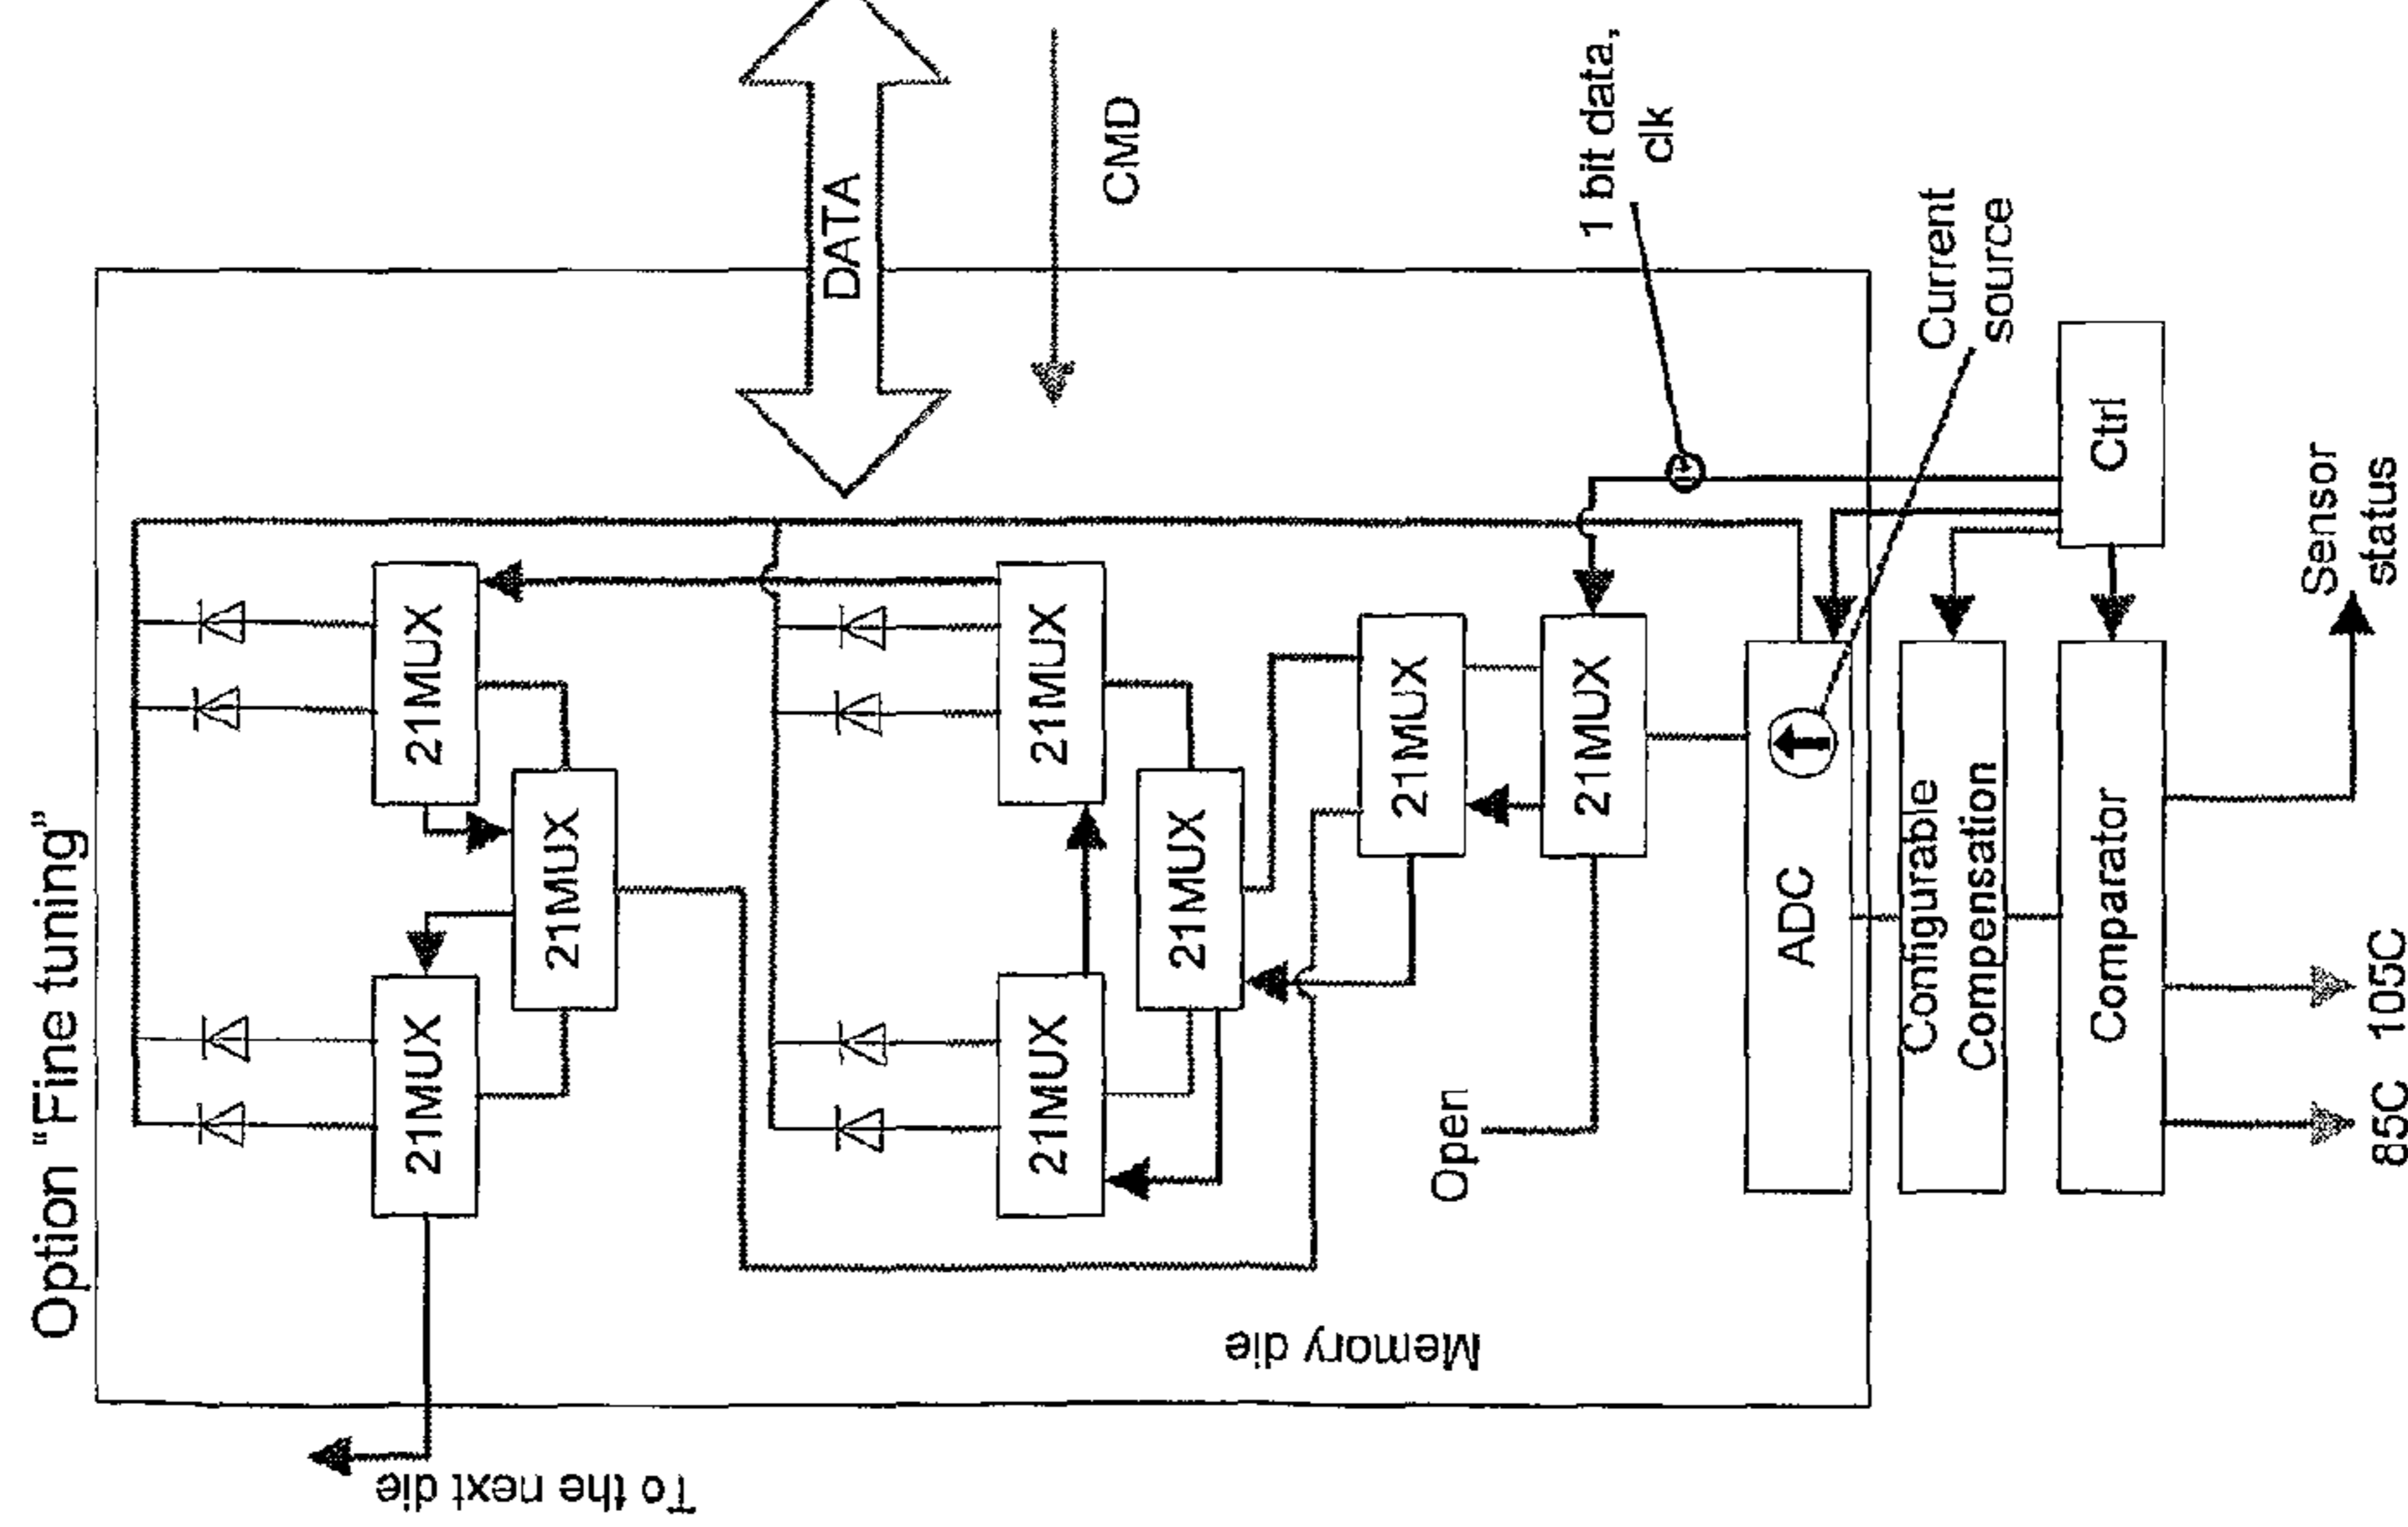 Option "Fine tuning"
To the next die
Memory die
21MUX
21MUX
21MUX
21MUX
21MUX
21MUX
21MUX
21MUX
Open
DATA
CMD
1 bit data,
clk
Current
source
ADC
Configurable
Compensation
Comparator
Ctrl
Sensor
status
85C
105C